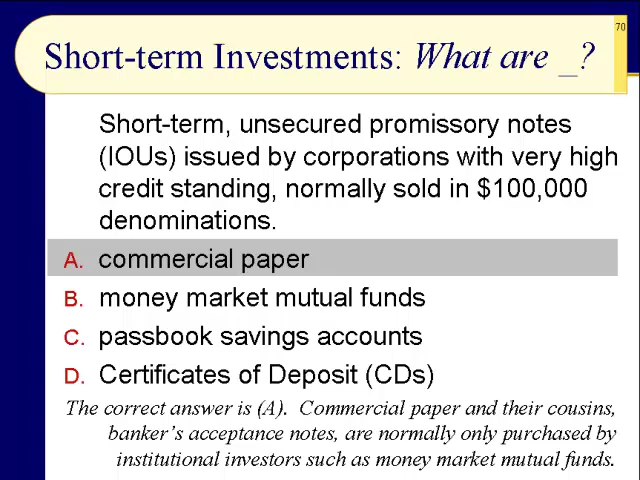 70
Short-term Investments: What are _?
Short-term, unsecured promissory notes
(IOUs) issued by corporations with very high
credit standing, normally sold in $100,000
denominations.
A. commercial paper
B. money market mutual funds
C. passbook savings accounts
D. Certificates of Deposit (CDs)
The correct answer is (A). Commercial paper and their cousins,
banker's acceptance notes, are normally only purchased by
institutional investors such as money market mutual funds.